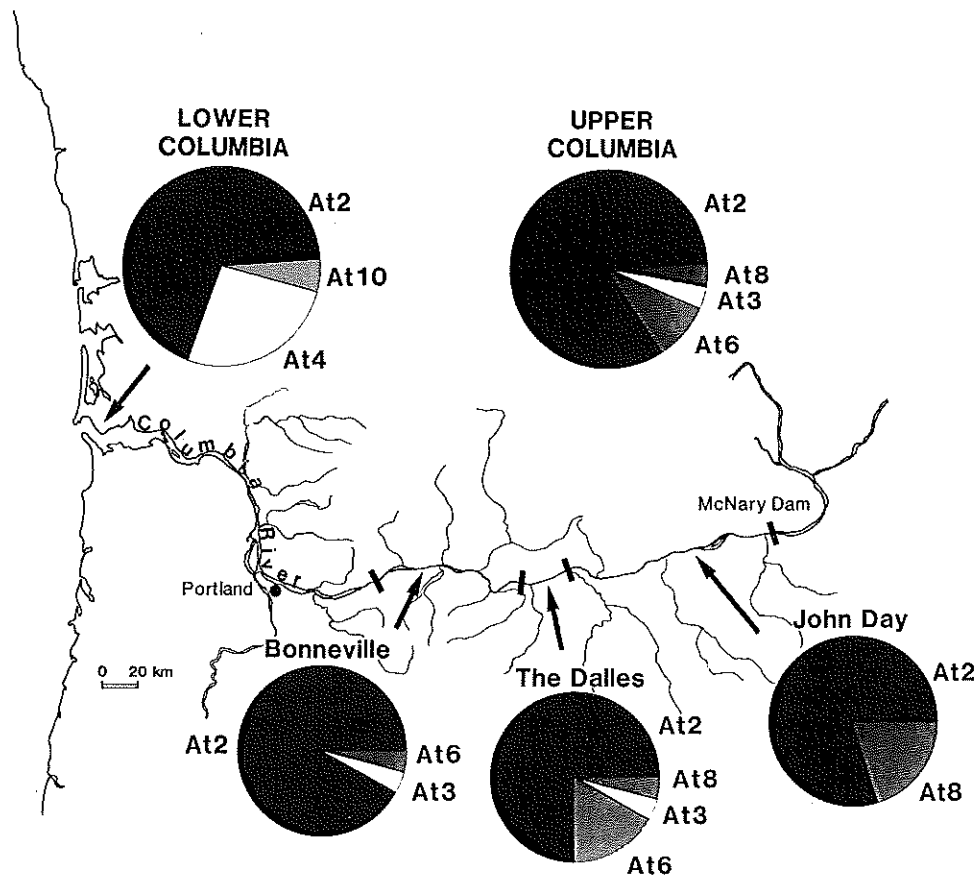 LOWER
COLUMBIA
At2
At10
At4
UPPER
COLUMBIA
At2
At8
At3
At6
Columbia
River
McNary Dam
Portland
0 20 km
Bonneville
At2
At6
At3
The Dalles
At2
At8
At3
At6
John Day
At2
At8